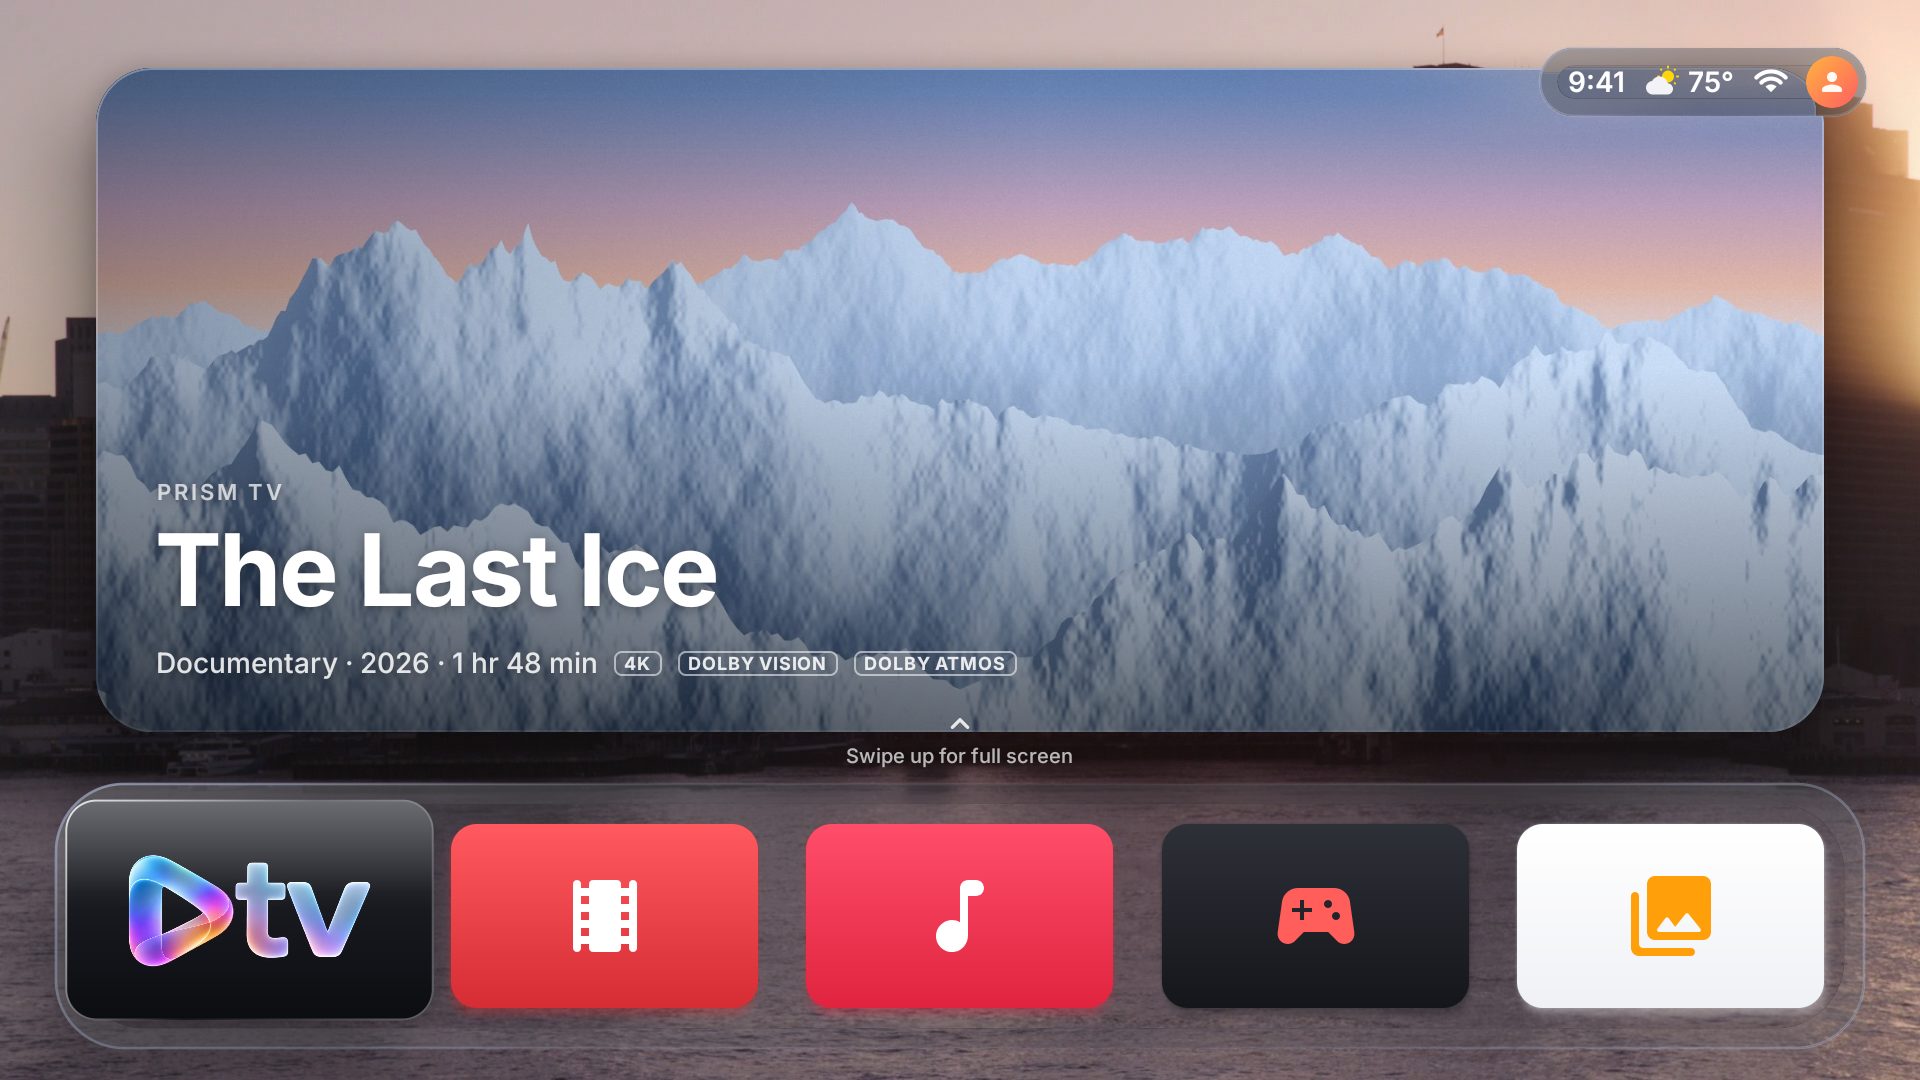 9:41 75°
PRISM TV
The Last Ice
Documentary · 2026 · 1 hr 48 min 4K DOLBY VISION DOLBY ATMOS
Swipe up for full screen
tv